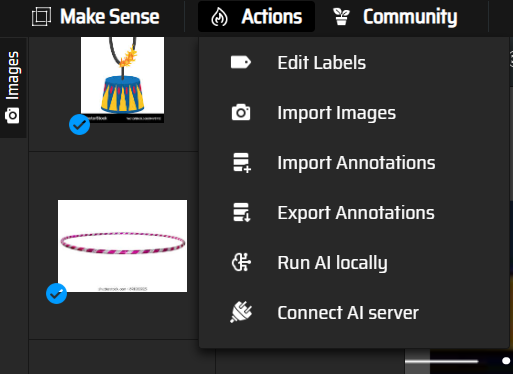 Make Sense
Actions
Community
Images
Edit Labels
Import Images
Import Annotations
Export Annotations
Run AI locally
Connect AI server